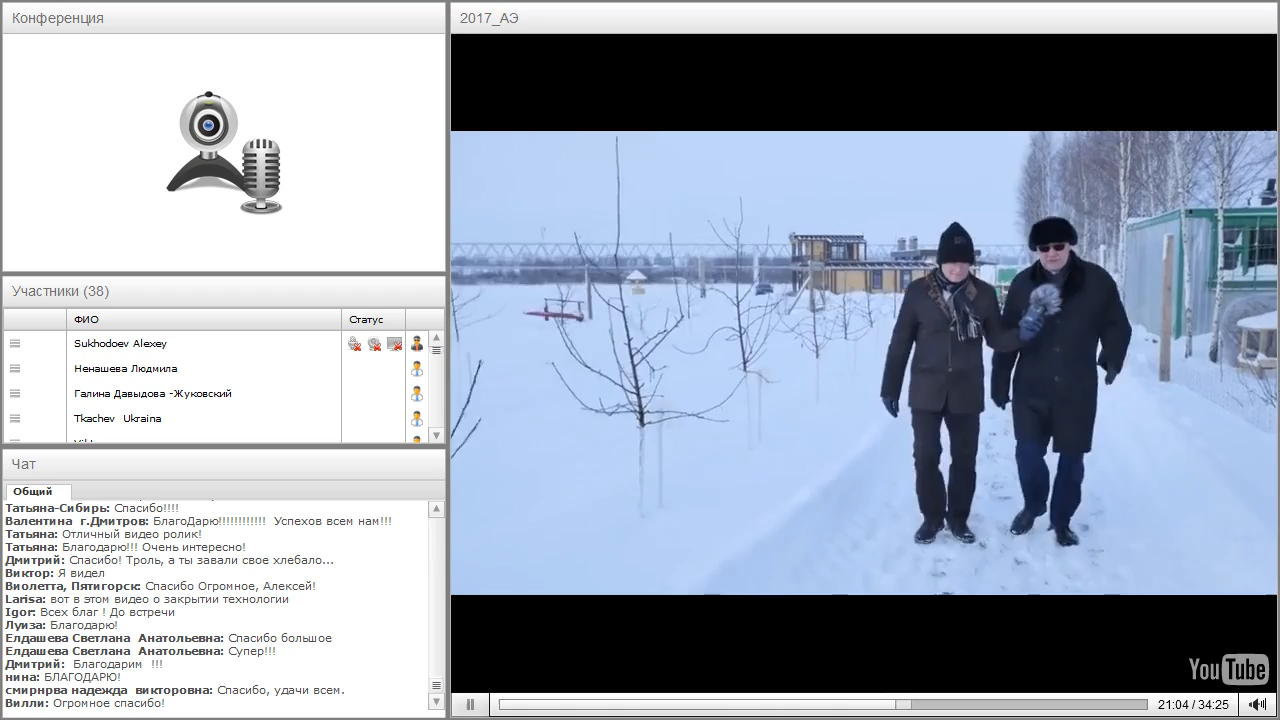 Конференция
2017_АЭ
Участники (38)
ФИО Статус
Sukhodoev Alexey
Ненашева Людмила
Галина Давыдова -Жуковский
Tkachev Ukraina
Чат
Общий
Татьяна-Сибирь: Спасибо!!!!
Валентина г.Дмитров: БлагоДарю!!!!!!!!!!!! Успехов всем нам!!!
Татьяна: Отличный видео ролик!
Татьяна: Благодарю!!! Очень интересно!
Дмитрий: Спасибо! Троль, а ты завали свое хлебало...
Виктор: Я видел
Виолетта, Пятигорск: Спасибо Огромное, Алексей!
Larisa: вот в этом видео о закрытии технологии
Igor: Всех благ ! До встречи
Луиза: Благодарю!
Елдашева Светлана Анатольевна: Спасибо большое
Елдашева Светлана Анатольевна: Супер!!!
Дмитрий: Благодарим !!!
нина: БЛАГОДАРЮ!
смирнрва надежда викторовна: Спасибо, удачи всем.
Вилли: Огромное спасибо!
YouTube
21:04 / 34:25